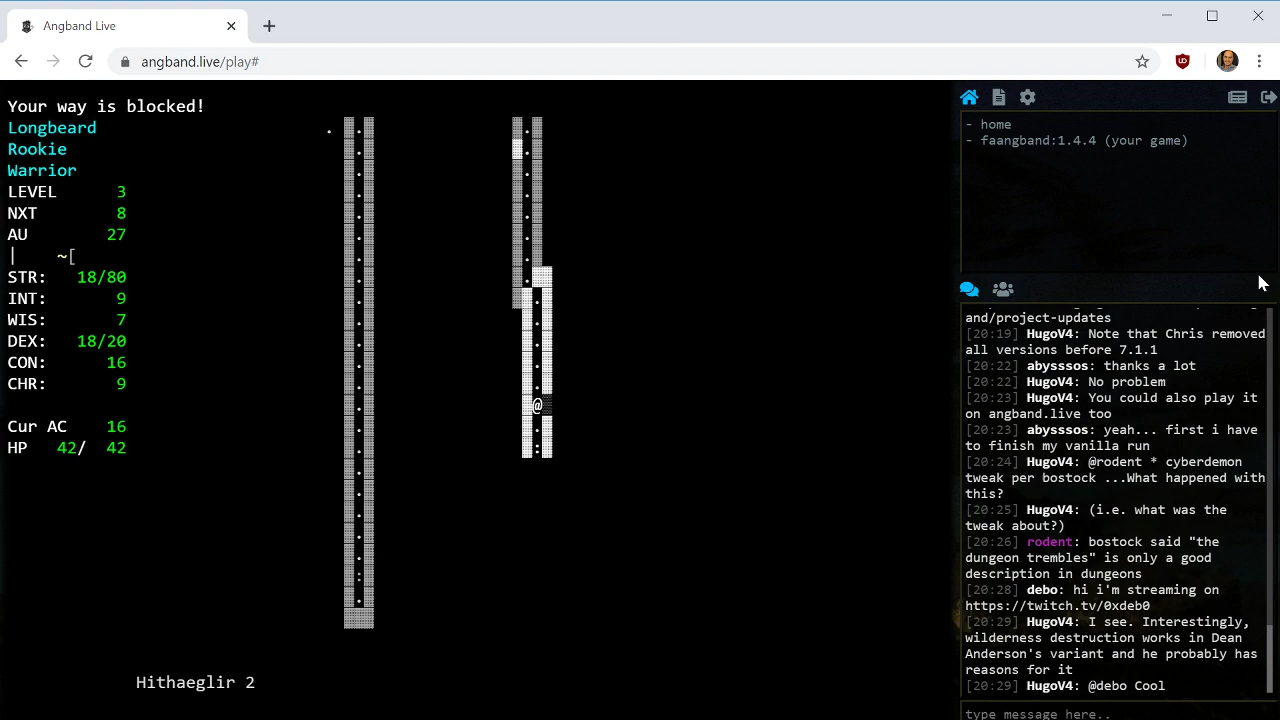 Angband Live
angband.live/play#
Your way is blocked!
Longbeard
Rookie
Warrior
LEVEL 3
NXT 8
AU 27
| ~[
STR: 18/80
INT: 9
WIS: 7
DEX: 18/20
CON: 16
CHR: 9
Cur AC 16
HP 42/ 42
@
Hithaeglir 2
- home
faangband:1.4.4 (your game)
and/project-updates
[20:19] HugoV4: Note that Chris removed
all versions before 7.1.1
[20:22] abyssos: thanks alot
[20:22] HugoV4: No problem
[20:23] HugoV4: You could also play it
on angband live too
[20:23] abyssos: yeah... first i have
to finish my vanilla run
[20:24] HugoV4: @rodent * cyberdemon
tweak per bostock ...What happened with
this?
[20:25] HugoV4: (i.e. what was the
tweak about?)
[20:26] rodent: bostock said "the
dungeon trembles" is only a good
description in dungeons
[20:28] debo: hi i'm streaming
[20:29] HugoV4: I see. Interestingly,
wilderness destruction works in Dean
Anderson's variant and he probably has
reasons for it
[20:29] HugoV4: @debo Cool
type message here..